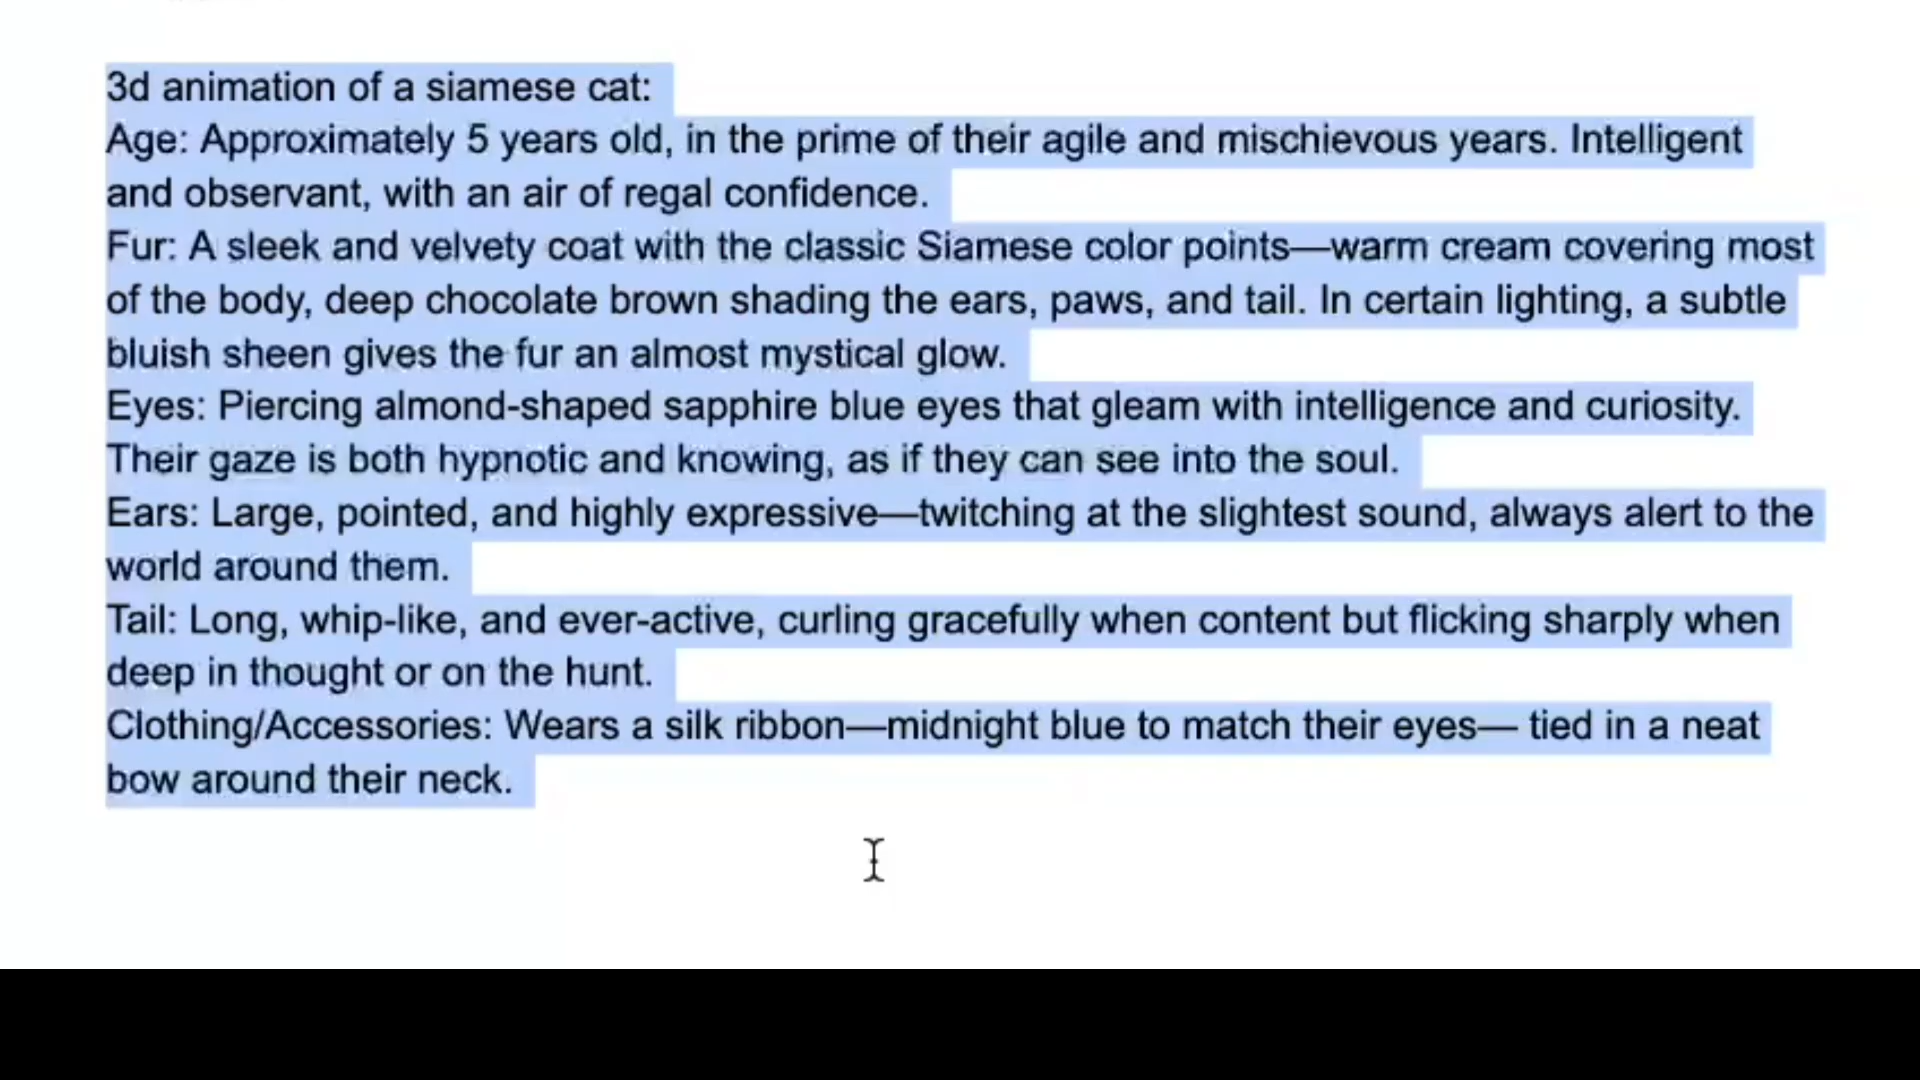 3d animation of a siamese cat:
Age: Approximately 5 years old, in the prime of their agile and mischievous years. Intelligent
and observant, with an air of regal confidence.
Fur: A sleek and velvety coat with the classic Siamese color points—warm cream covering most
of the body, deep chocolate brown shading the ears, paws, and tail. In certain lighting, a subtle
bluish sheen gives the fur an almost mystical glow.
Eyes: Piercing almond-shaped sapphire blue eyes that gleam with intelligence and curiosity.
Their gaze is both hypnotic and knowing, as if they can see into the soul.
Ears: Large, pointed, and highly expressive—twitching at the slightest sound, always alert to the
world around them.
Tail: Long, whip-like, and ever-active, curling gracefully when content but flicking sharply when
deep in thought or on the hunt.
Clothing/Accessories: Wears a silk ribbon—midnight blue to match their eyes— tied in a neat
bow around their neck.